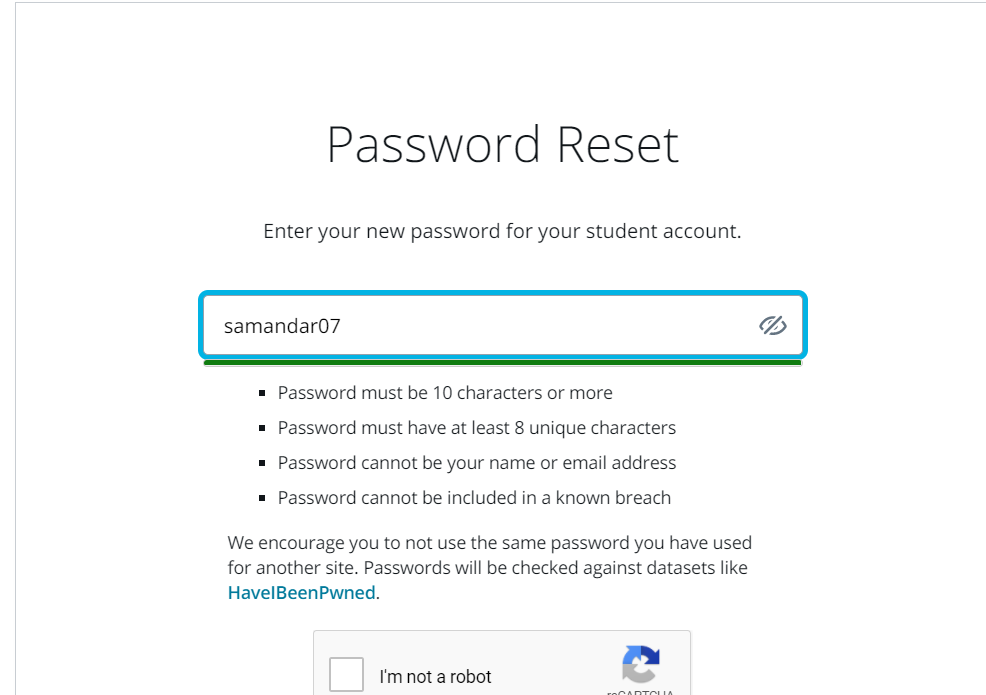 Password Reset
Enter your new password for your student account.
samandar07
▪ Password must be 10 characters or more
▪ Password must have at least 8 unique characters
▪ Password cannot be your name or email address
▪ Password cannot be included in a known breach
We encourage you to not use the same password you have used
for another site. Passwords will be checked against datasets like
HaveIBeenPwned.
I'm not a robot
reCAPTCHA